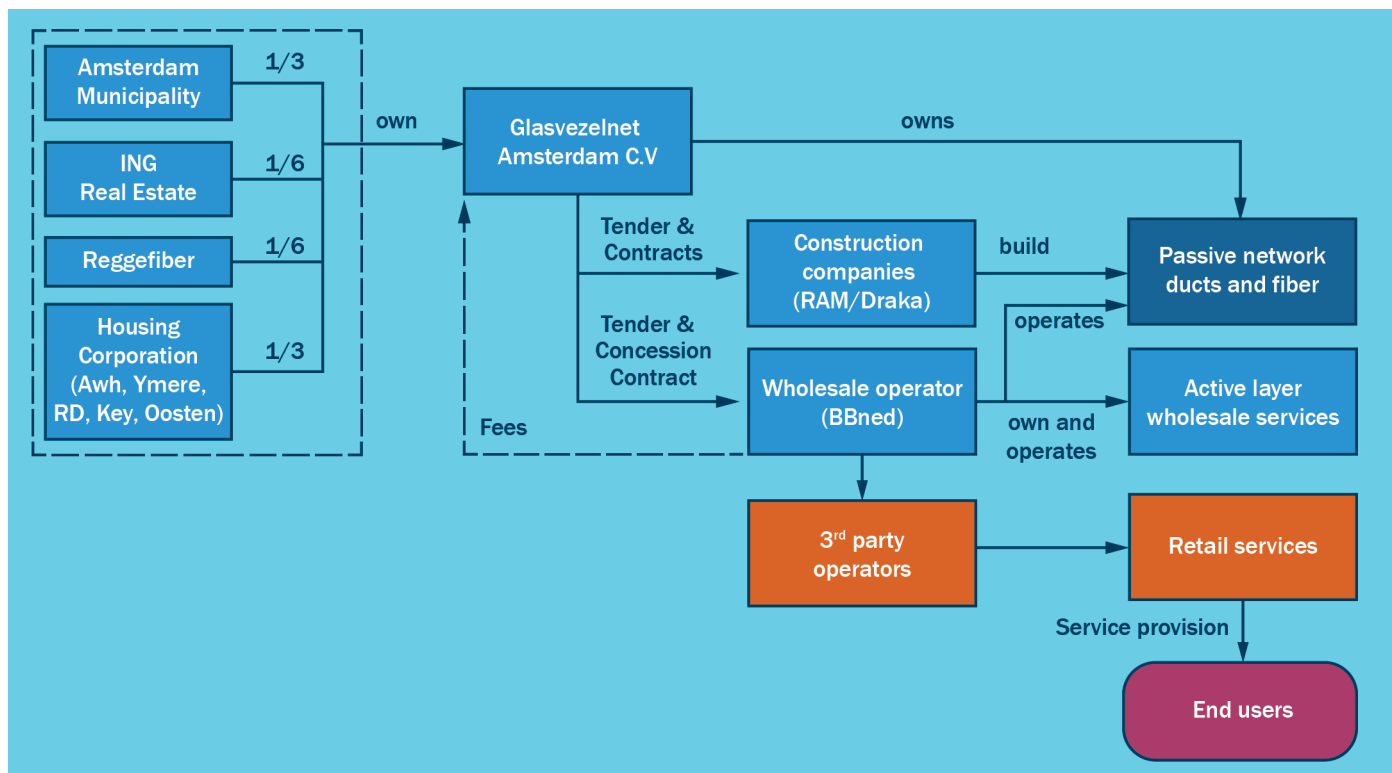 Amsterdam
Municipality
1/3
ING
Real Estate
1/6
Reggefiber
1/6
Housing
Corporation
(Awh, Ymere,
RD, Key, Oosten)
1/3
own
Glasvezelnet
Amsterdam C.V
owns
Tender &
Contracts
Construction
companies
(RAM/Draka)
build
Passive network
ducts and fiber
operates
Tender &
Concession
Contract
Wholesale operator
(BBned)
own and
operates
Active layer
wholesale services
Fees
3rd party
operators
Retail services
Service provision
End users